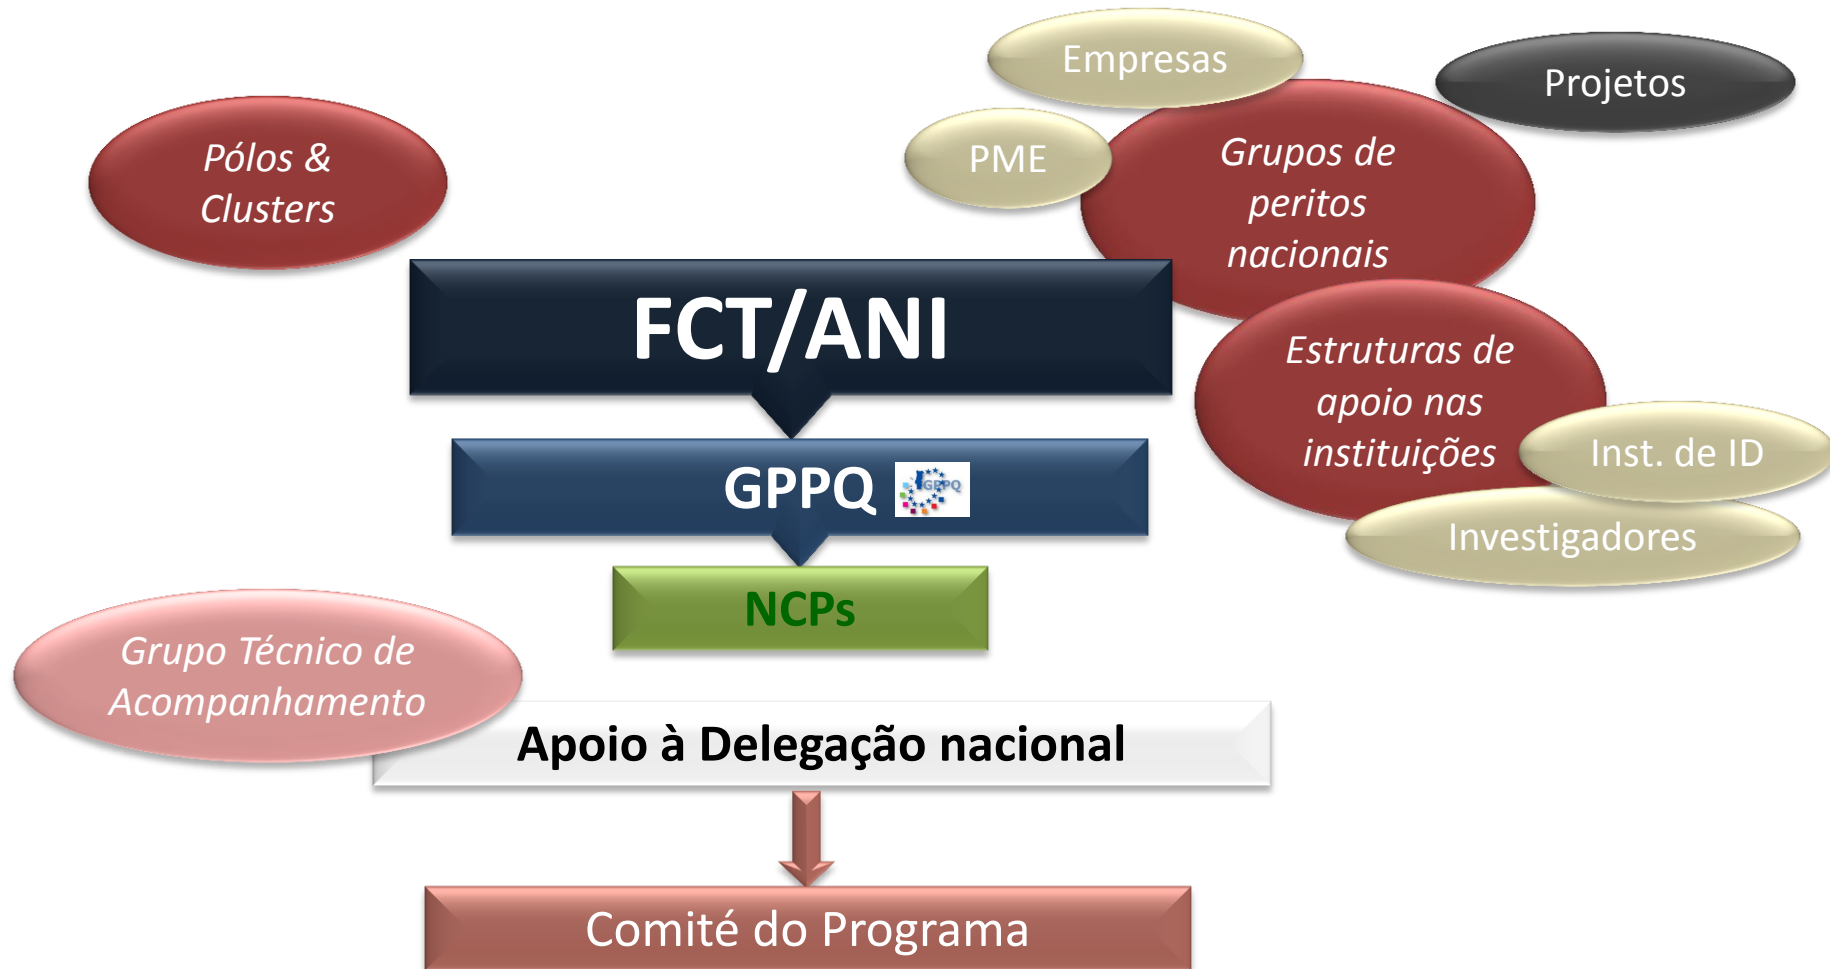 Empresas
Projetos
PME
Pólos &
Clusters
Grupos de
peritos
nacionais
FCT/ANI
Estruturas de
apoio nas
instituições
Inst. de ID
GPPQ
GPPQ
Investigadores
NCPs
Grupo Técnico de
Acompanhamento
Apoio à Delegação nacional
Comité do Programa